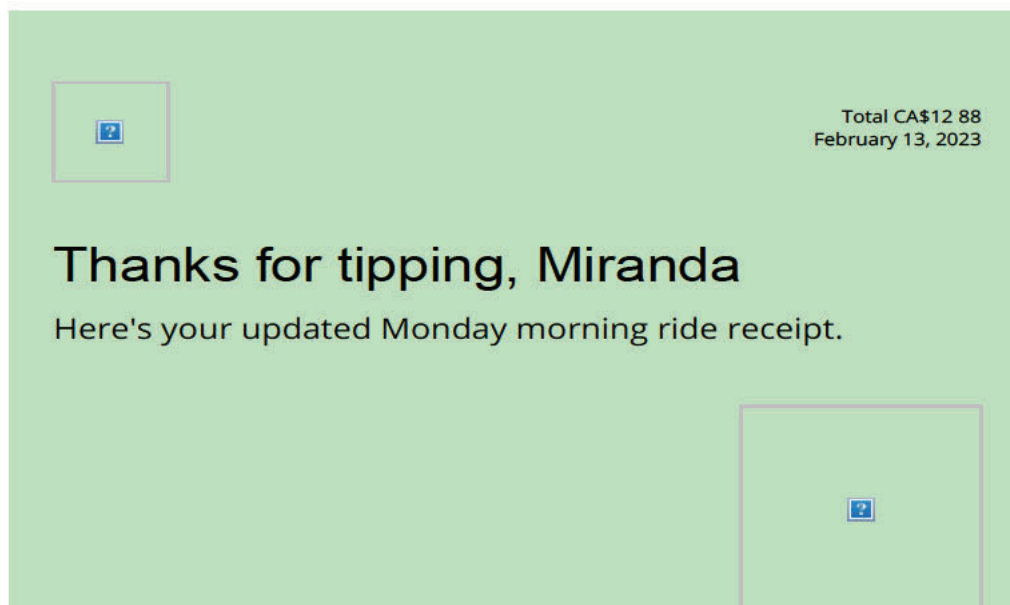 Total CA$12 88
February 13, 2023
Thanks for tipping, Miranda
Here's your updated Monday morning ride receipt.